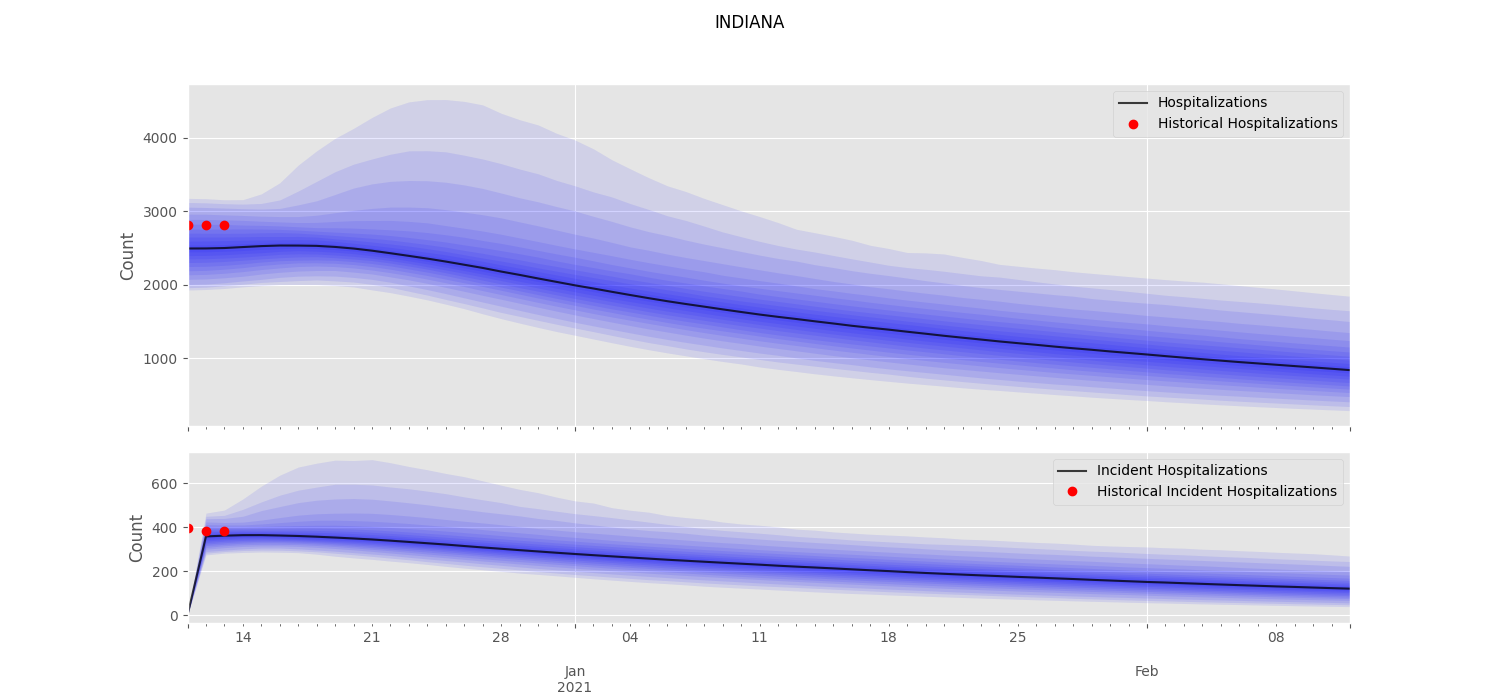 INDIANA
Hospitalizations
Historical Hospitalizations
Count
4000
3000
2000
1000
Incident Hospitalizations
Historical Incident Hospitalizations
Count
600
400
200
0
14 21 28 04 11 18 25 08
Jan Feb
2021